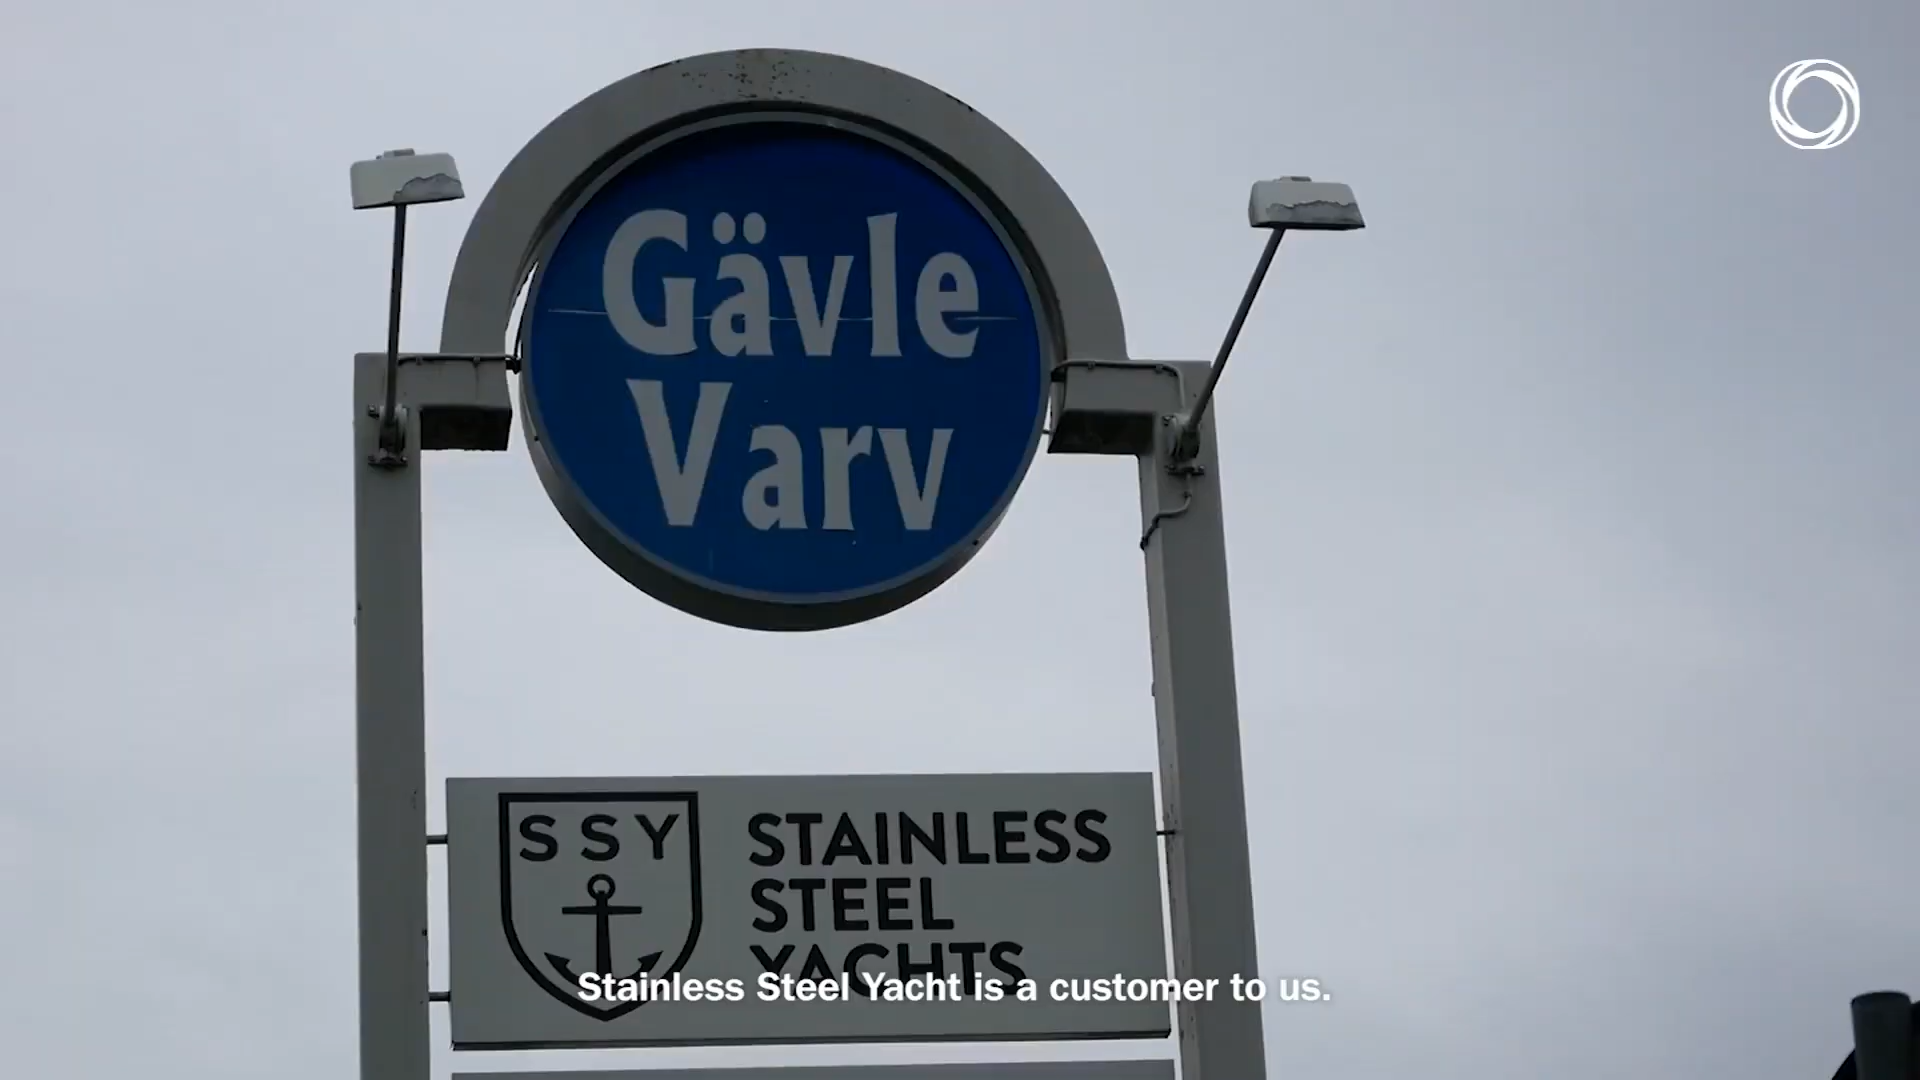 Gävle
Varv
SSY
STAINLESS
STEEL
YACHTS
Stainless Steel Yacht is a customer to us.